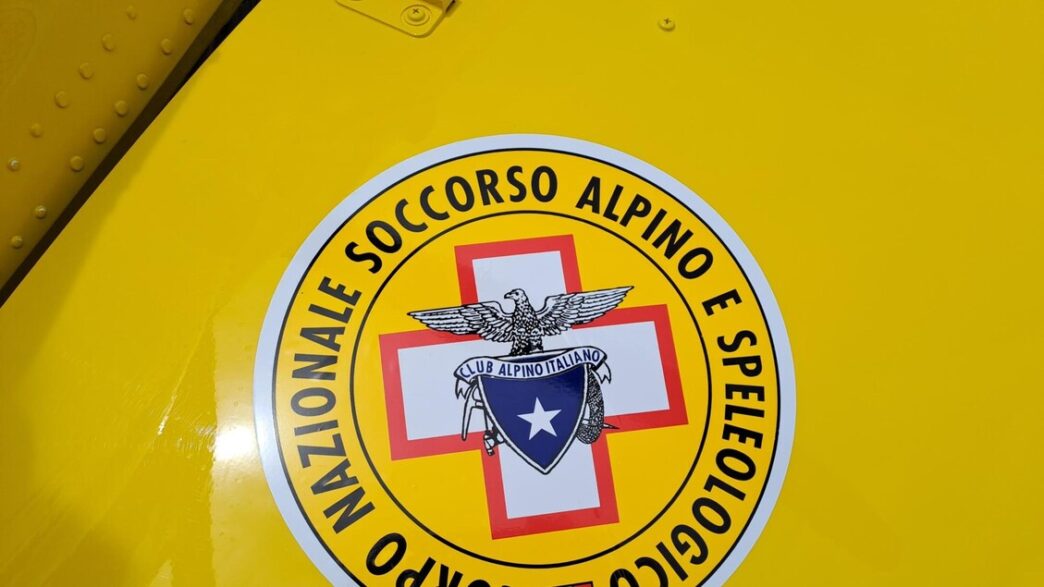 CORPO NAZIONALE SOCCORSO ALPINO E SPELEOLOGICO
CLUB ALPINO ITALIANO